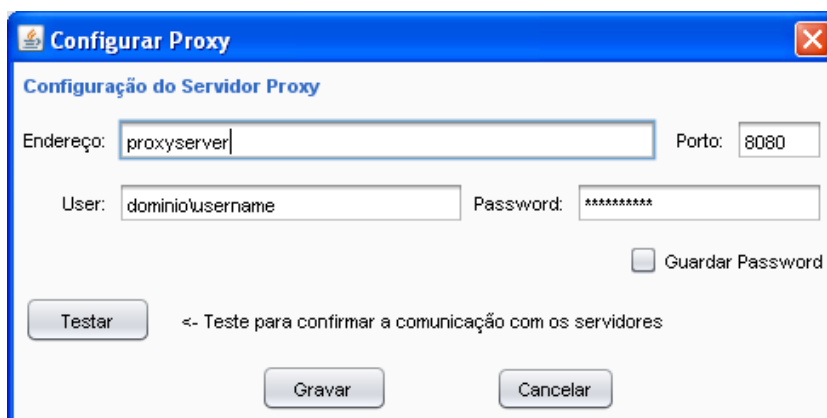 Configurar Proxy
Configuração do Servidor Proxy
Endereço: proxyserver Porto: 8080
User: dominio\username Password: **********
Guardar Password
Testar <- Teste para confirmar a comunicação com os servidores
Gravar Cancelar